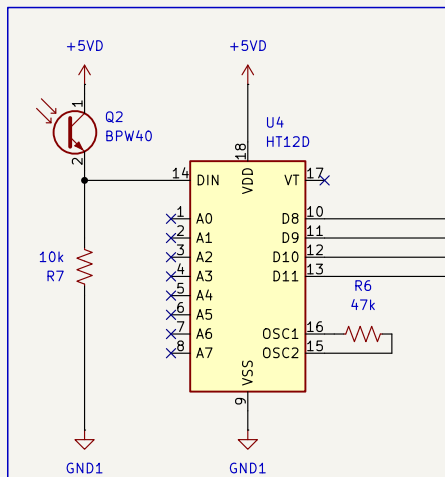 +5VD
+5VD
1
Q2
BPW40
2
U4
HT12D
18
VDD
14
DIN
VT
17
1
A0
D8
10
2
A1
D9
11
3
A2
D10
12
4
A3
D11
13
5
A4
6
A5
7
A6
OSC1
16
8
A7
OSC2
15
10k
R7
R6
47k
VSS
9
GND1
GND1